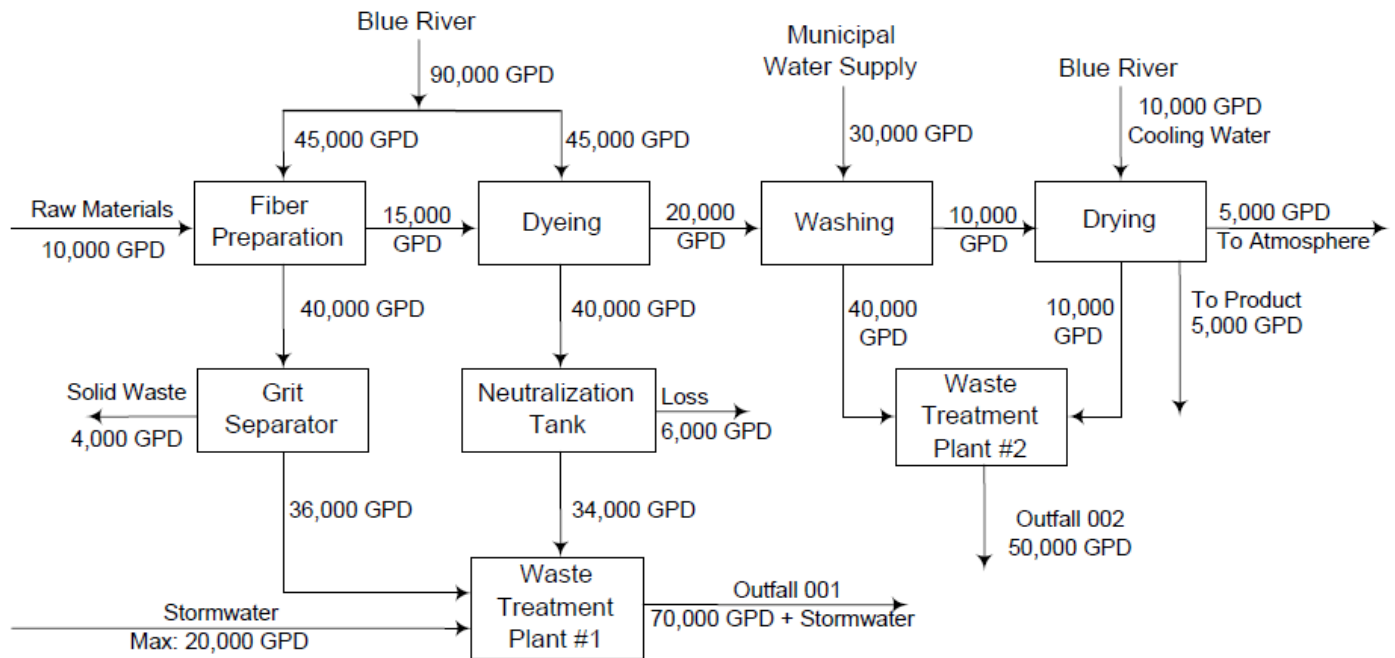 Blue River
90,000 GPD
Municipal
Water Supply
Blue River
45,000 GPD
45,000 GPD
30,000 GPD
10,000 GPD
Cooling Water
Raw Materials
10,000 GPD
Fiber
Preparation
15,000
GPD
Dyeing
20,000
GPD
Washing
10,000
GPD
Drying
5,000 GPD
To Atmosphere
40,000 GPD
40,000 GPD
40,000
GPD
10,000
GPD
To Product
5,000 GPD
Solid Waste
4,000 GPD
Grit
Separator
Neutralization
Tank
Loss
6,000 GPD
Waste
Treatment
Plant #2
36,000 GPD
34,000 GPD
Outfall 002
50,000 GPD
Stormwater
Max: 20,000 GPD
Waste
Treatment
Plant #1
Outfall 001
70,000 GPD + Stormwater